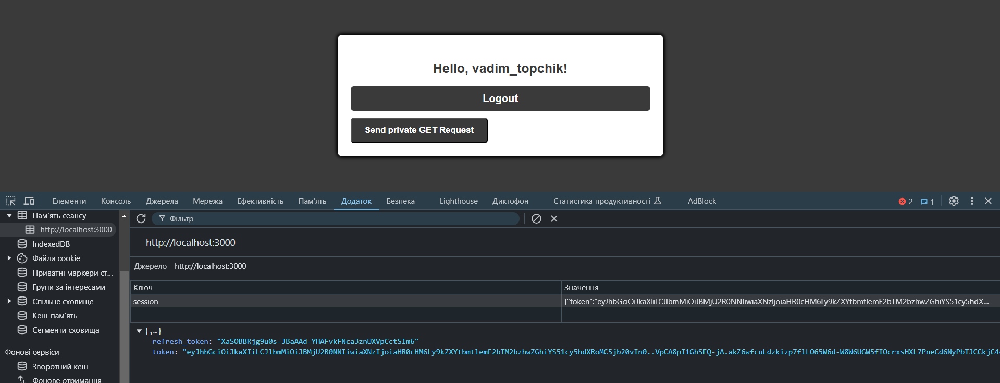 Hello, vadim_topchik!
Logout
Send private GET Request
Елементи Консоль Джерела Мережа Ефективність Пам'ять Додаток Безпека Lighthouse Диктофон Статистика продуктивності AdBlock 2 1
Пам'ять сеансу
http://localhost:3000
IndexedDB
Файли cookie
Приватні маркери ст...
Групи за інтересами
Спільне сховище
Кеш-пам'ять
Сегменти сховища
Фонові сервіси
Зворотний кеш
Фонове отримання
Фільтр
http://localhost:3000
Джерело http://localhost:3000
Ключ Значення
session {"token":"eyJhbGciOiJkaXIiLCJlbmMiOiJBMjU2R0NNIiwiaXNzIjoiaHR0cHM6Ly9kZXYtbmtlemF2bTM2bzhwZGhiYS51cy5hdX...
{,…}
refresh_token: "XaSOBBRjg9u0s-JBaAAd-YHAFvkFNca3znUXVpCctSIm6"
token: "eyJhbGciOiJkaXIiLCJlbmMiOiJBMjU2R0NNIiwiaXNzIjoiaHR0cHM6Ly9kZXYtbmtlemF2bTM2bzhwZGhiYS51cy5hdXRoMC5jb20vIn0..VpCA8pI1GhSFQ-jA.akZ6wfcuLdzkizp7flLO65W6d-W8W6UGW5fIOcrxsHXL7PneCd6NyPbTJCCkjC4